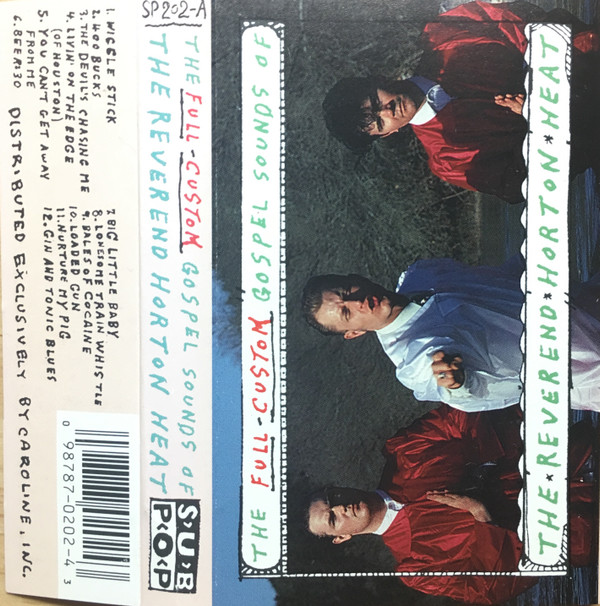 1. WIGGLE STICK
2. 400 BUCKS
3. THE DEVIL'S CHASING ME
4. LIVIN' ON THE EDGE
(OF HOUSTON)
5. YOU CAN'T GET AWAY
FROM ME
6. BEER:30
7. BIG LITTLE BABY
8. LONESOME TRAIN WHISTLE
9. BALES OF COCAINE
10. LOADED GUN
11. NURTURE MY PIG
12. GIN AND TONIC BLUES
DISTRIBUTED EXCLUSIVELY BY CAROLINE, INC.
0 98787-0202-4 3
SP202-A
THE FULL-CUSTOM GOSPEL SOUNDS OF
THE REVEREND HORTON HEAT
SUB
POP
THE FULL-CUSTOM GOSPEL SOUNDS OF
THE★REVEREND★HORTON★HEAT